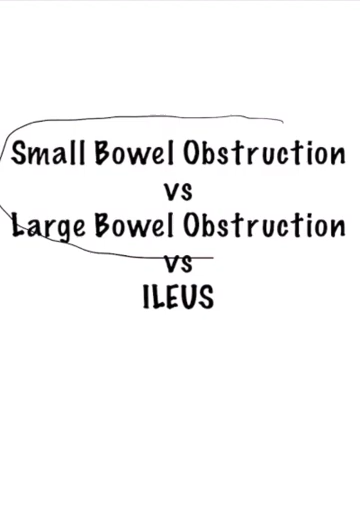 Small Bowel Obstruction
vs
Large Bowel Obstruction
vs
ILEUS